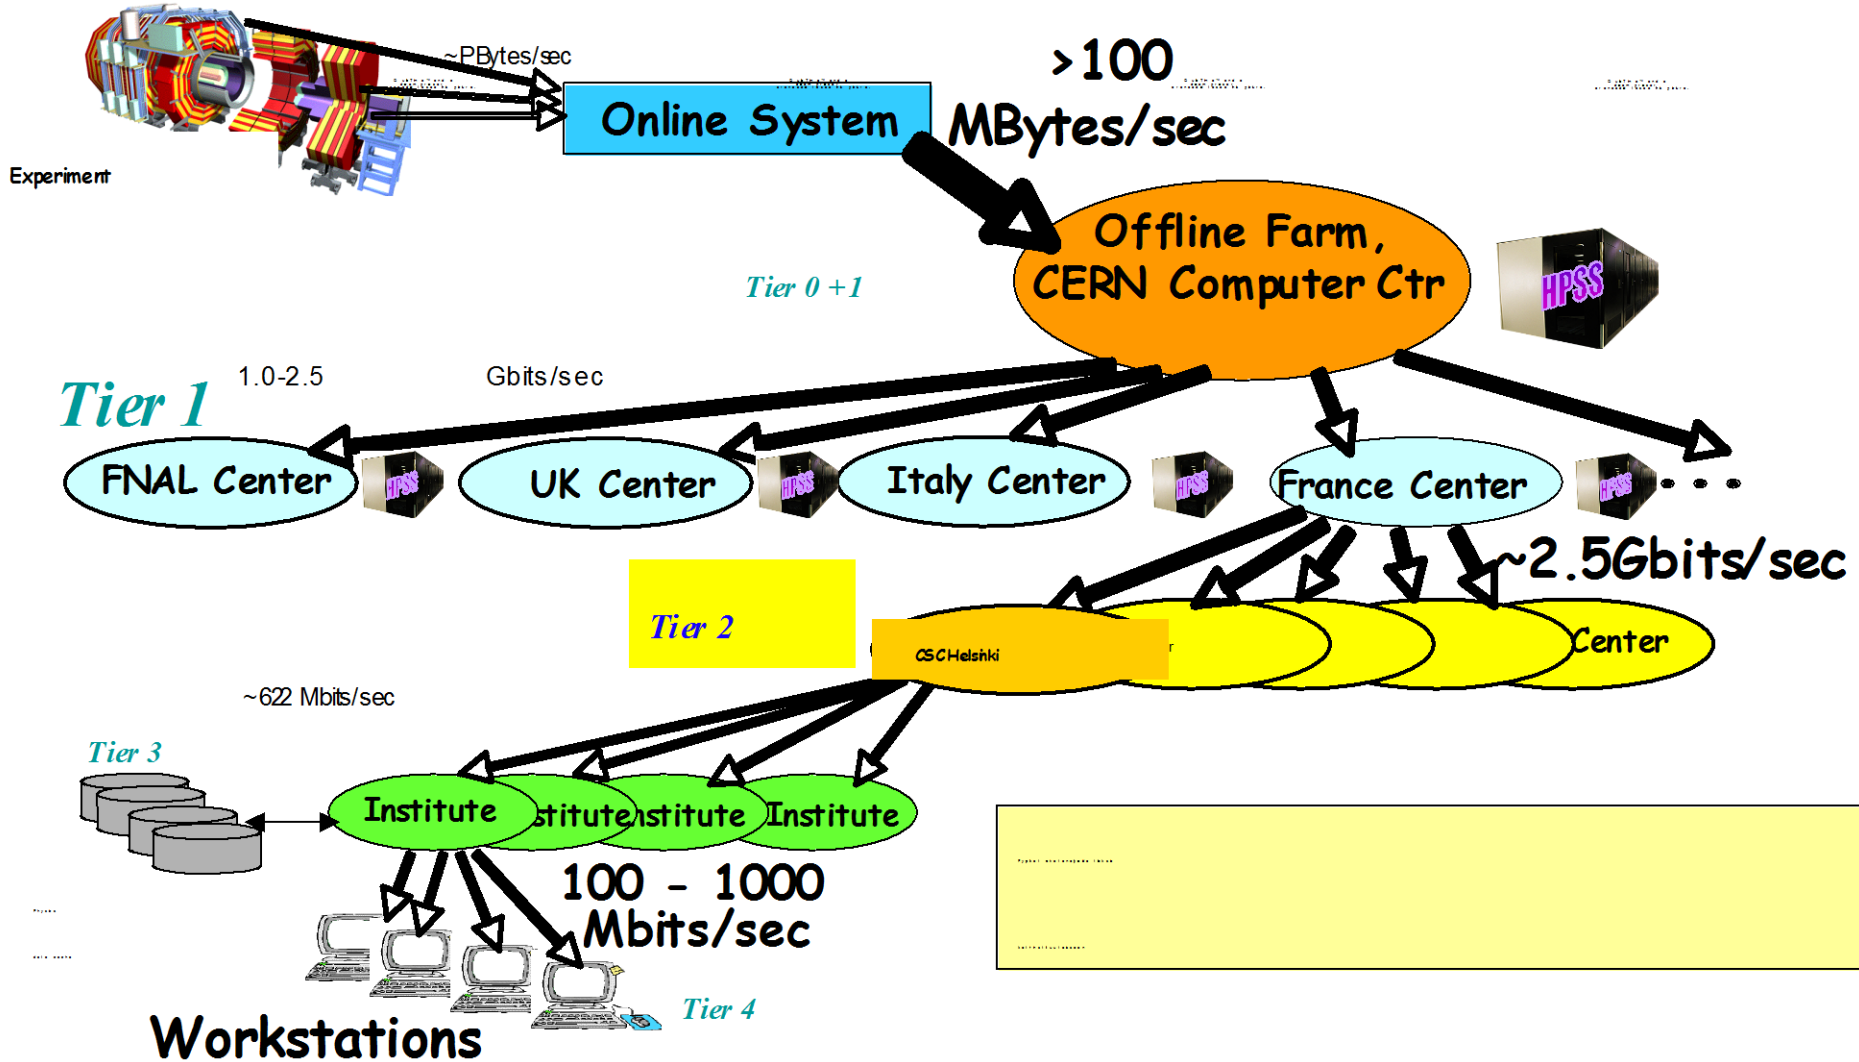 ~PBytes/sec
Online System
>100
MBytes/sec
Experiment
Offline Farm,
CERN Computer Ctr
HPSS
Tier 0 +1
1.0-2.5 Gbits/sec
Tier 1
FNAL Center
HPSS
UK Center
HPSS
Italy Center
HPSS
France Center
HPSS
~2.5Gbits/sec
Tier 2
CSC Helsinki
Center
~622 Mbits/sec
Tier 3
Institute
stitute
nstitute
Institute
100 - 1000
Mbits/sec
Tier 4
Workstations